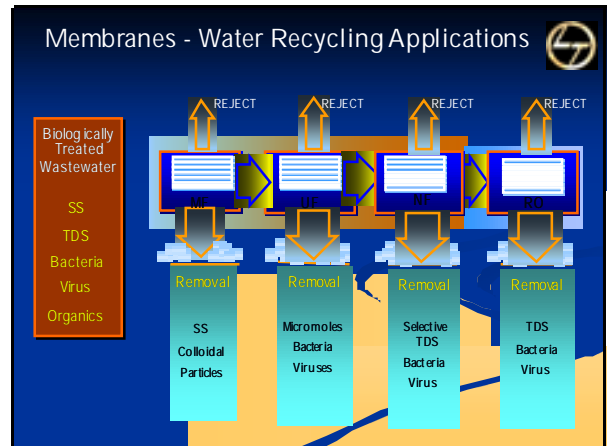 Membranes - Water Recycling Applications
REJECT
REJECT
REJECT
REJECT
Biologically
Treated
Wastewater
SS
TDS
Bacteria
Virus
Organics
MF
UF
NF
RO
Removal
SS
Colloidal
Particles
Removal
Micromoles
Bacteria
Viruses
Removal
Selective
TDS
Bacteria
Virus
Removal
TDS
Bacteria
Virus